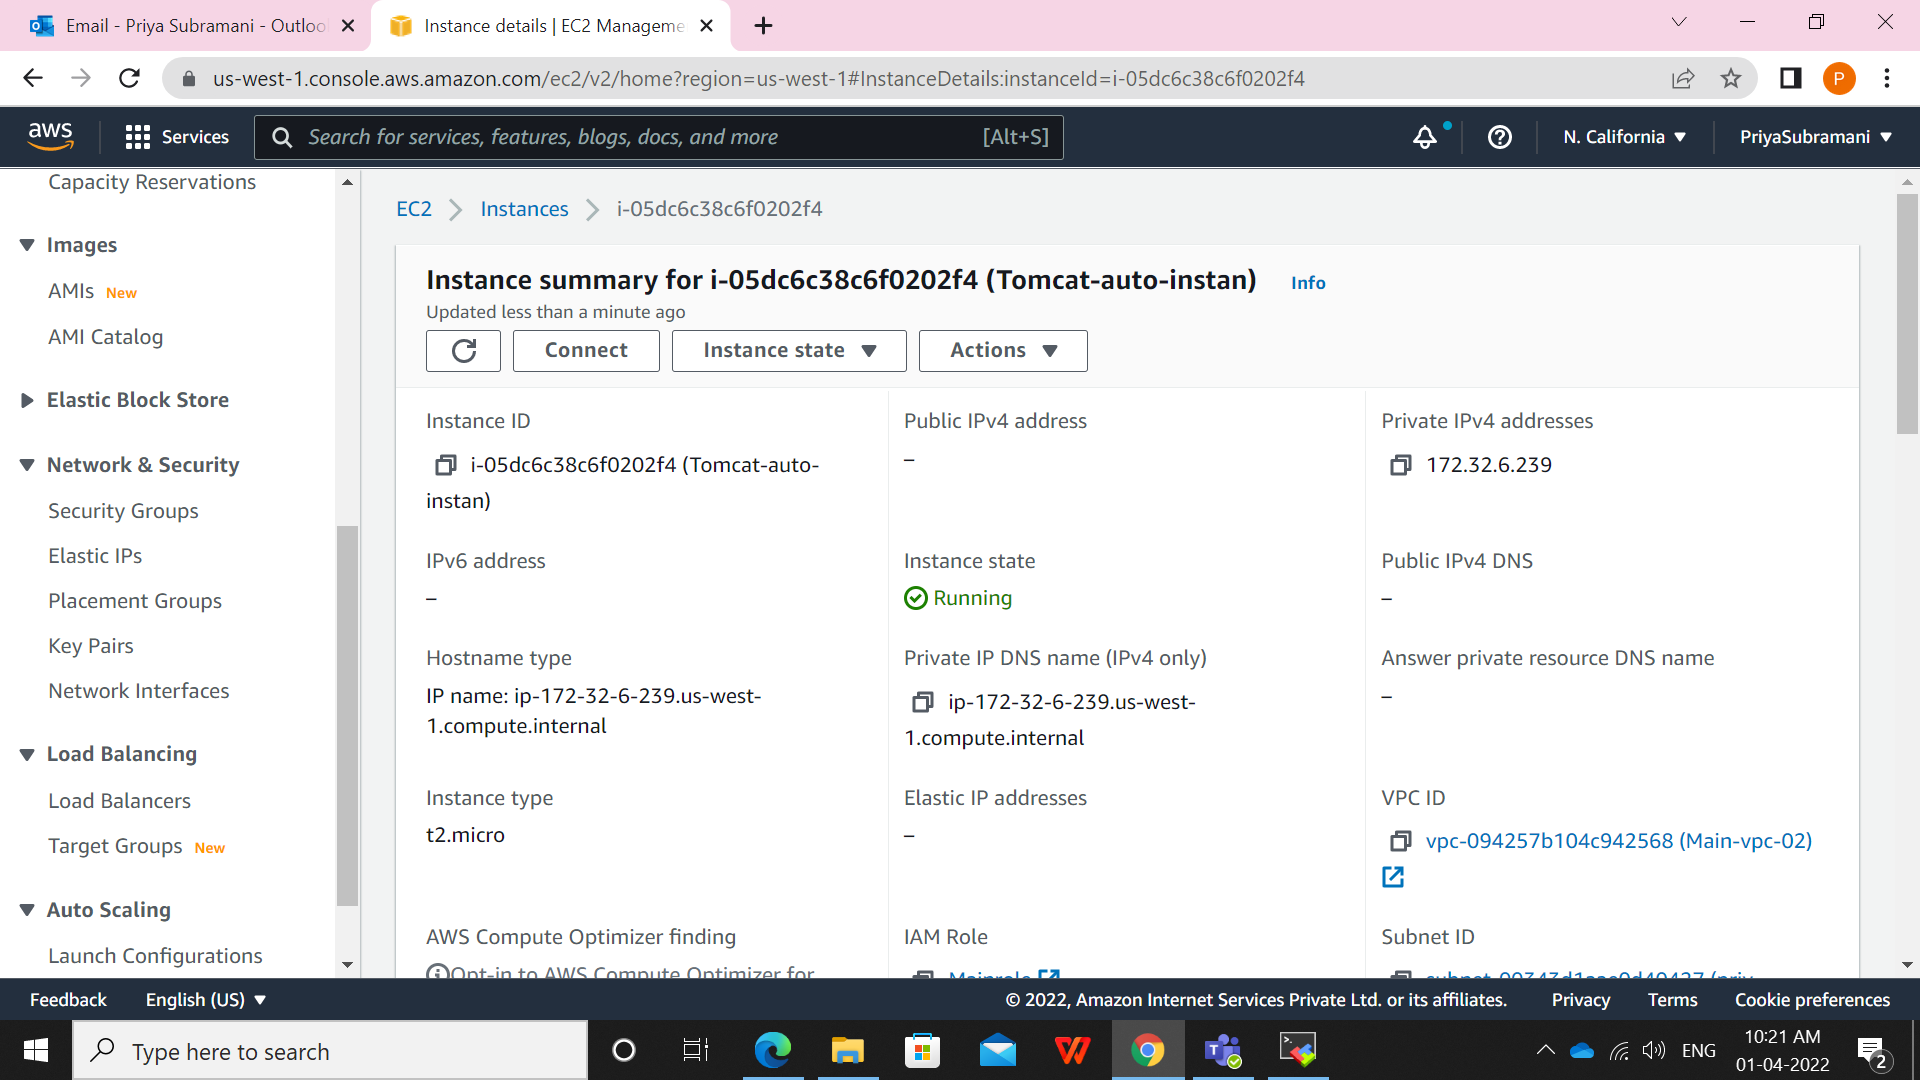 Email - Priya Subramani - Outloo
Instance details | EC2 Manageme
us-west-1.console.aws.amazon.com/ec2/v2/home?region=us-west-1#InstanceDetails:instanceId=i-05dc6c38c6f0202f4
P
aws
Services
Search for services, features, blogs, docs, and more
[Alt+S]
N. California
PriyaSubramani
Capacity Reservations
Images
AMIs New
AMI Catalog
Elastic Block Store
Network & Security
Security Groups
Elastic IPs
Placement Groups
Key Pairs
Network Interfaces
Load Balancing
Load Balancers
Target Groups New
Auto Scaling
Launch Configurations
EC2
Instances
i-05dc6c38c6f0202f4
Instance summary for i-05dc6c38c6f0202f4 (Tomcat-auto-instan) Info
Updated less than a minute ago
Connect
Instance state
Actions
Instance ID
i-05dc6c38c6f0202f4 (Tomcat-auto-
instan)
Public IPv4 address
–
Private IPv4 addresses
172.32.6.239
IPv6 address
–
Instance state
Running
Public IPv4 DNS
–
Hostname type
IP name: ip-172-32-6-239.us-west-
1.compute.internal
Private IP DNS name (IPv4 only)
ip-172-32-6-239.us-west-
1.compute.internal
Answer private resource DNS name
–
Instance type
t2.micro
Elastic IP addresses
–
VPC ID
vpc-094257b104c942568 (Main-vpc-02)
AWS Compute Optimizer finding
Opt-in to AWS Compute Optimizer for
IAM Role
Mainrole
Subnet ID
Feedback
English (US)
© 2022, Amazon Internet Services Private Ltd. or its affiliates.
Privacy
Terms
Cookie preferences
Type here to search
ENG
10:21 AM
01-04-2022
2